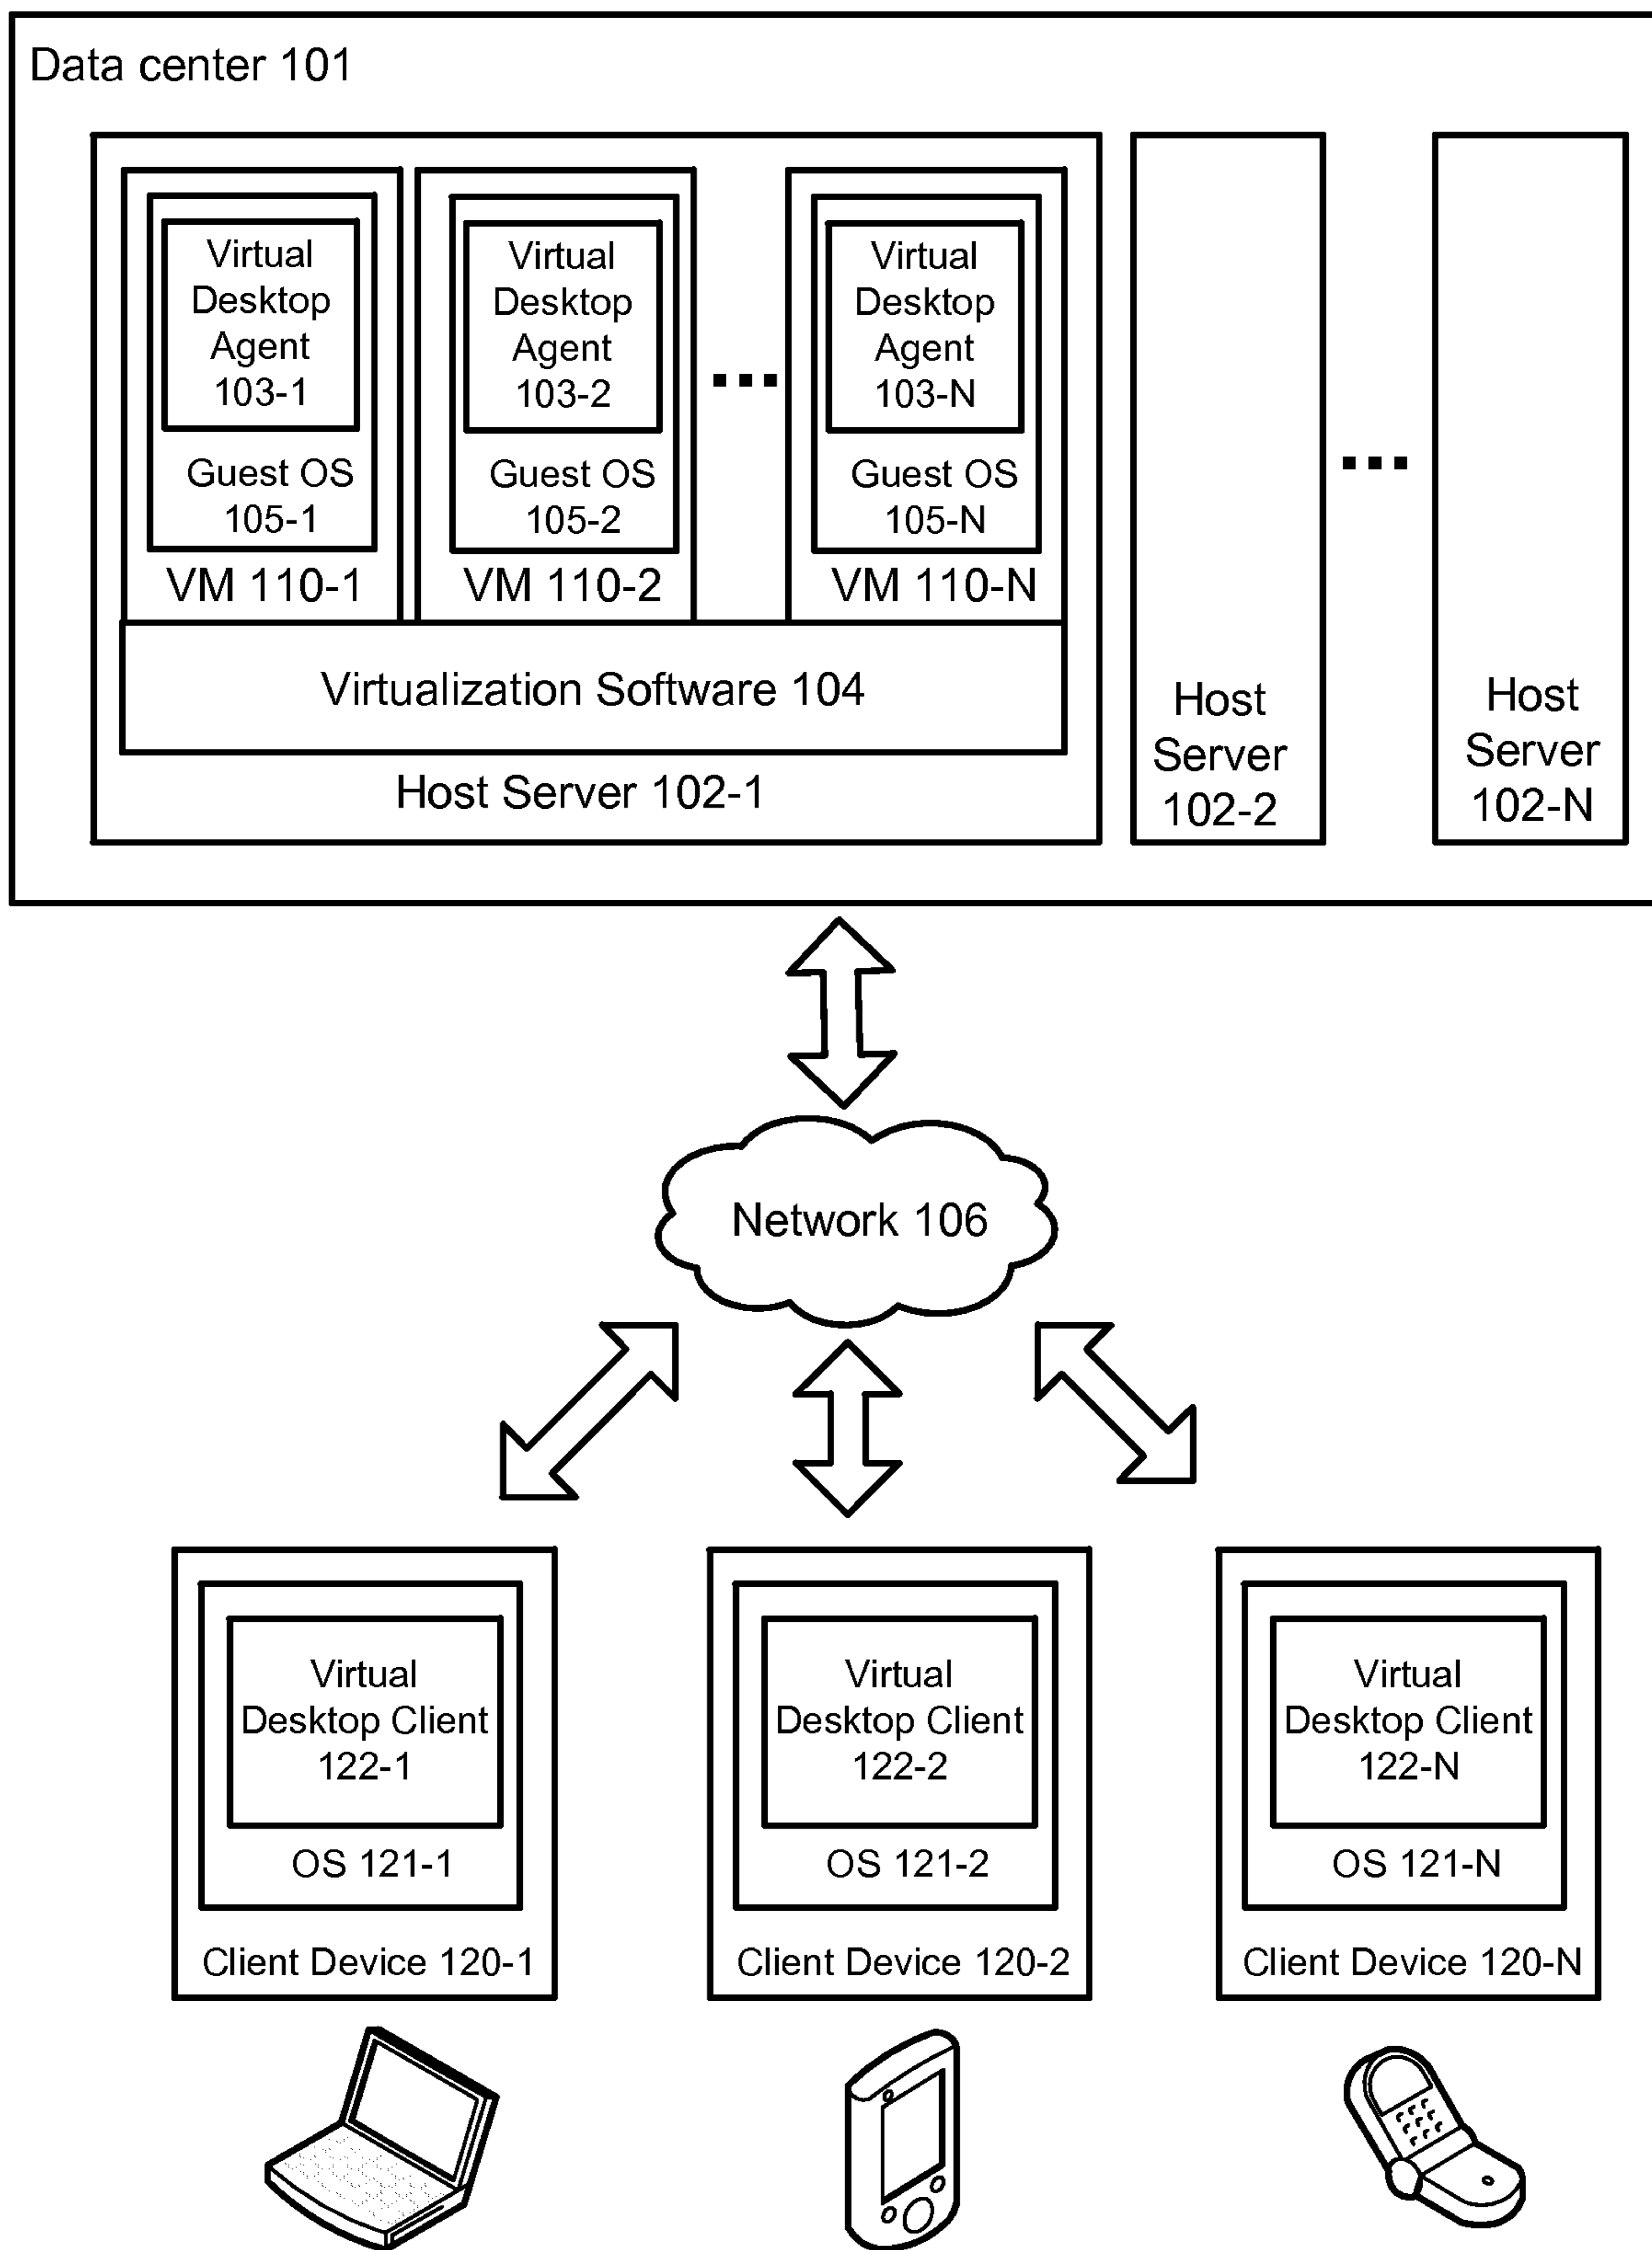 Data center 101
Virtual
Desktop
Agent
103-1
Guest OS
105-1
VM 110-1
Virtual
Desktop
Agent
103-2
Guest OS
105-2
VM 110-2
...
Virtual
Desktop
Agent
103-N
Guest OS
105-N
VM 110-N
Virtualization Software 104
Host Server 102-1
Host
Server
102-2
...
Host
Server
102-N
Network 106
Virtual
Desktop Client
122-1
OS 121-1
Client Device 120-1
Virtual
Desktop Client
122-2
OS 121-2
Client Device 120-2
Virtual
Desktop Client
122-N
OS 121-N
Client Device 120-N